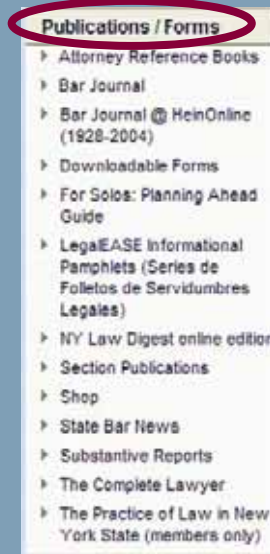 Publications / Forms
Attorney Reference Books
Bar Journal
Bar Journal @ HeinOnline
(1928-2004)
Downloadable Forms
For Solos: Planning Ahead
Guide
LegalEASE Informational
Pamphlets (Series de
Folletos de Servidumbres
Legales)
NY Law Digest online edition
Section Publications
Shop
State Bar News
Substantive Reports
The Complete Lawyer
The Practice of Law in New
York State (members only)